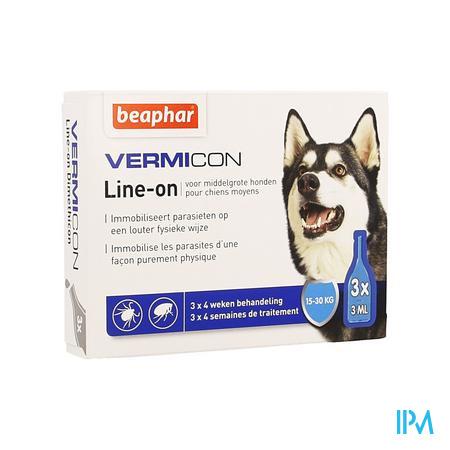 beaphar
VERMICON
Line-on
voor middelgrote honden
pour chiens moyens
Immobiliseert parasieten op
een louter fysieke wijze
Immobilise les parasites d'une
façon purement physique
3 x 4 weken behandeling
3 x 4 semaines de traitement
15-30 KG
3 x
3 ML
VERMICON
Line-on Dimethicon
3x
IPM